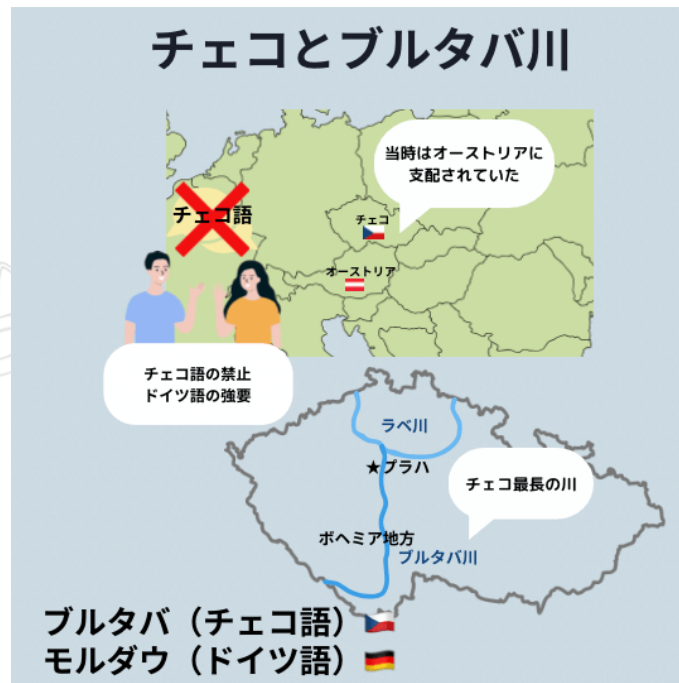 チェコとブルタバ川
当時はオーストリアに
支配されていた
チェコ語
チェコ
オーストリア
チェコ語の禁止
ドイツ語の強要
ラベ川
★プラハ
チェコ最長の川
ボヘミア地方
ブルタバ川
ブルタバ（チェコ語）🇨🇿
モルダウ（ドイツ語）🇩🇪